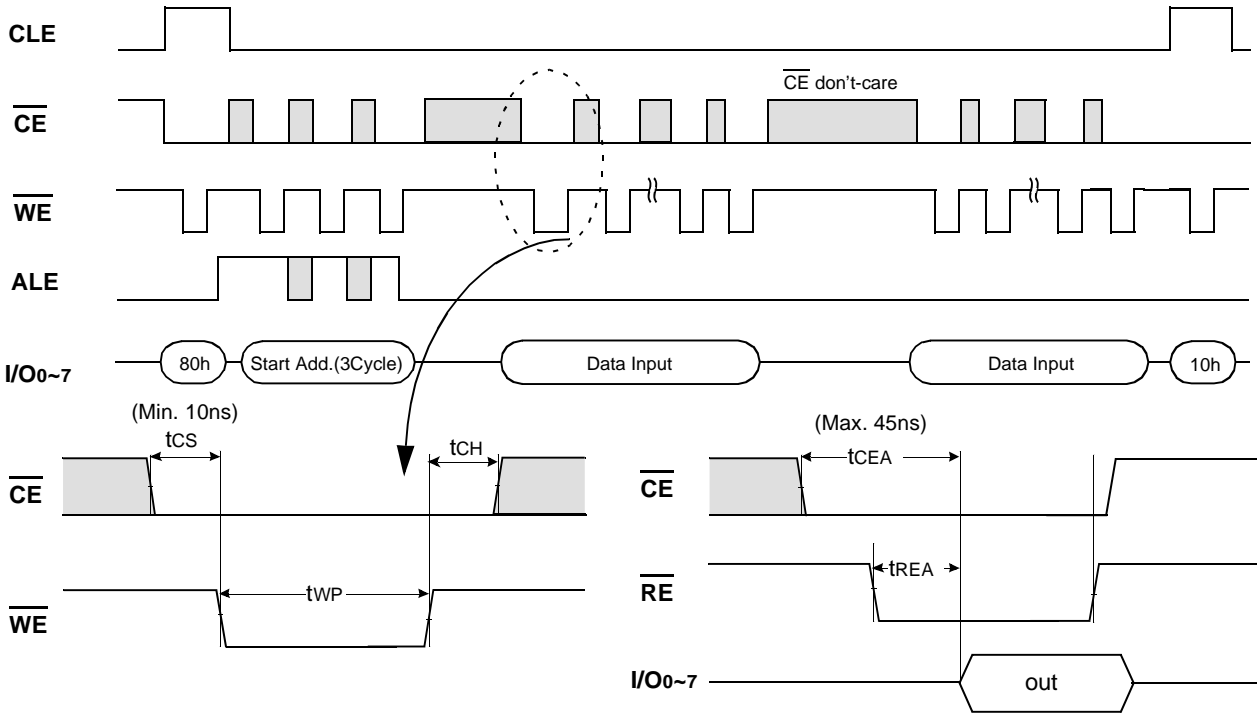 CLE
CE don't-care
CE
WE
ALE
I/O0~7 80h Start Add.(3Cycle) Data Input Data Input 10h
(Min. 10ns) (Max. 45ns)
tCS tCH tCEA
CE CE
tWP tREA
WE RE
I/O0~7 out